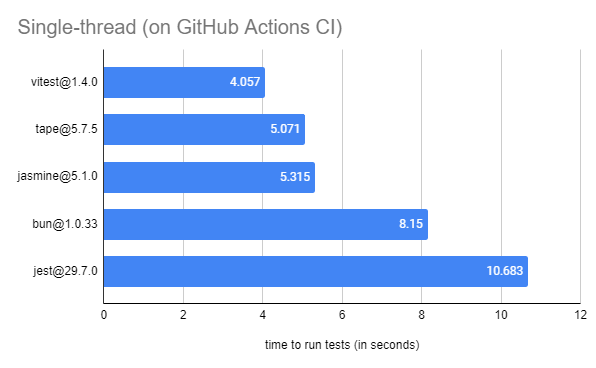 Single-thread (on GitHub Actions CI)
vitest@1.4.0 4.057
tape@5.7.5 5.071
jasmine@5.1.0 5.315
bun@1.0.33 8.15
jest@29.7.0 10.683
0 2 4 6 8 10 12
time to run tests (in seconds)